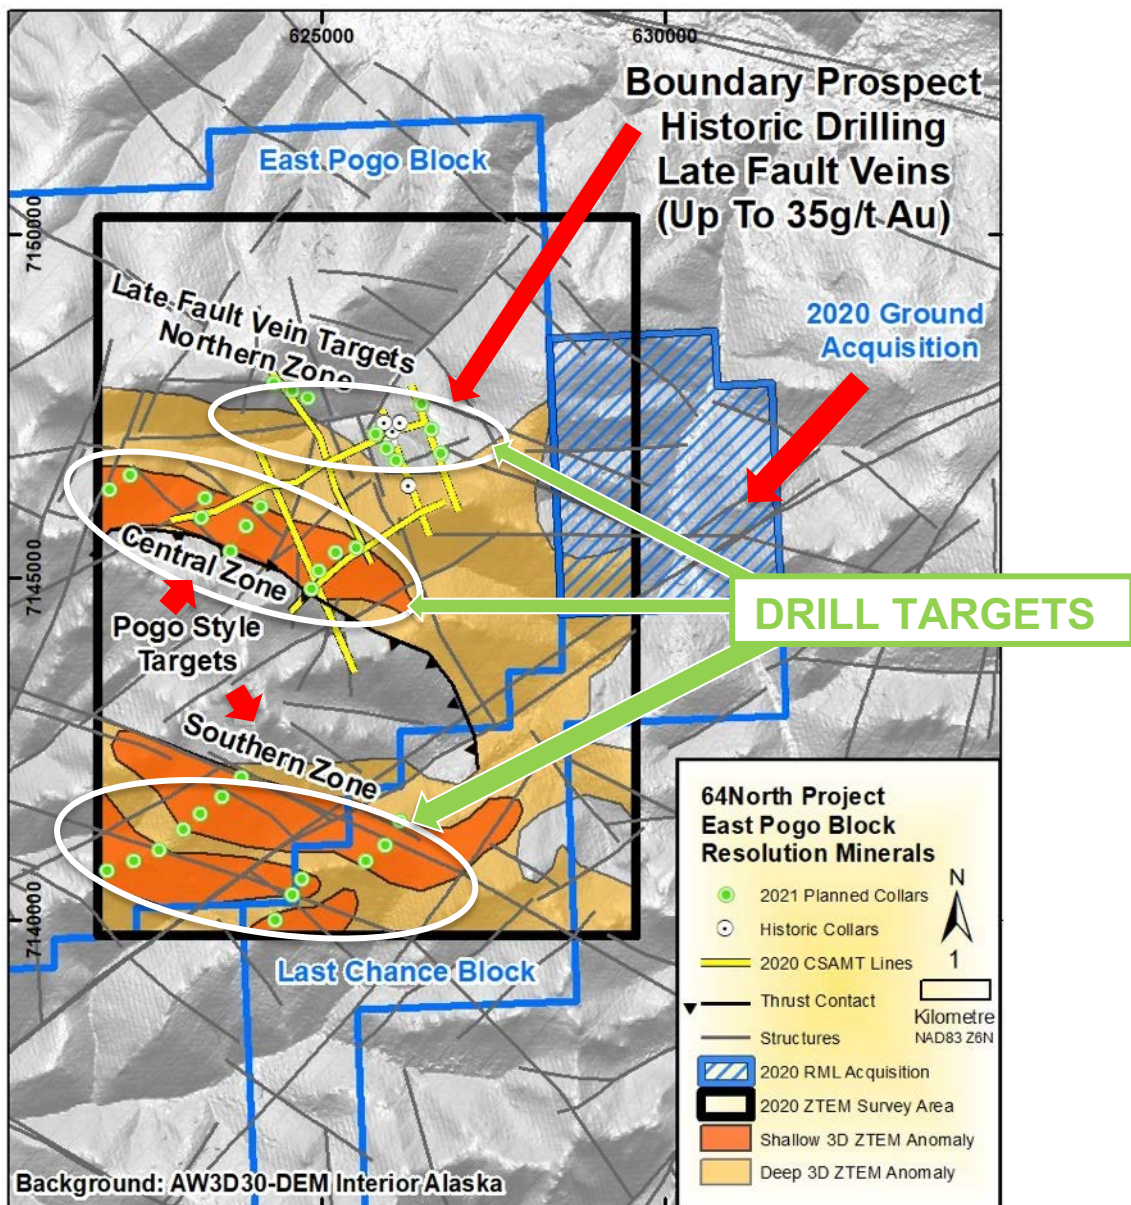 625000
630000
Boundary Prospect
Historic Drilling
Late Fault Veins
(Up To 35g/t Au)
East Pogo Block
7150000
Late Fault Vein Targets
Northern Zone
2020 Ground
Acquisition
7145000
Central Zone
Pogo Style
Targets
DRILL TARGETS
Southern Zone
7140000
Last Chance Block
64North Project
East Pogo Block
Resolution Minerals
2021 Planned Collars
Historic Collars
2020 CSAMT Lines
Thrust Contact
Structures
2020 RML Acquisition
2020 ZTEM Survey Area
Shallow 3D ZTEM Anomaly
Deep 3D ZTEM Anomaly
N
1
Kilometre
NAD83 Z6N
Background: AW3D30-DEM Interior Alaska